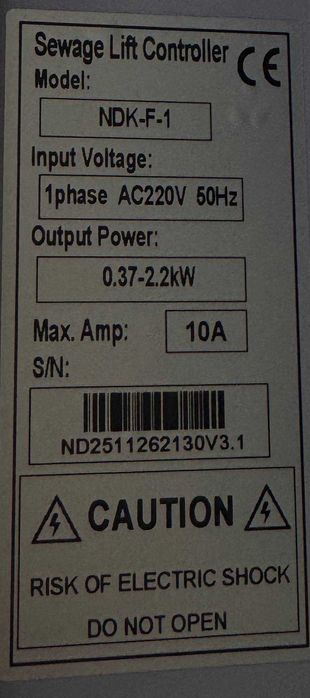 Sewage Lift Controller CE
Model:
NDK-F-1
Input Voltage:
1phase AC220V 50Hz
Output Power:
0.37-2.2kW
Max. Amp: 10A
S/N:
ND2511262130V3.1
CAUTION
RISK OF ELECTRIC SHOCK
DO NOT OPEN